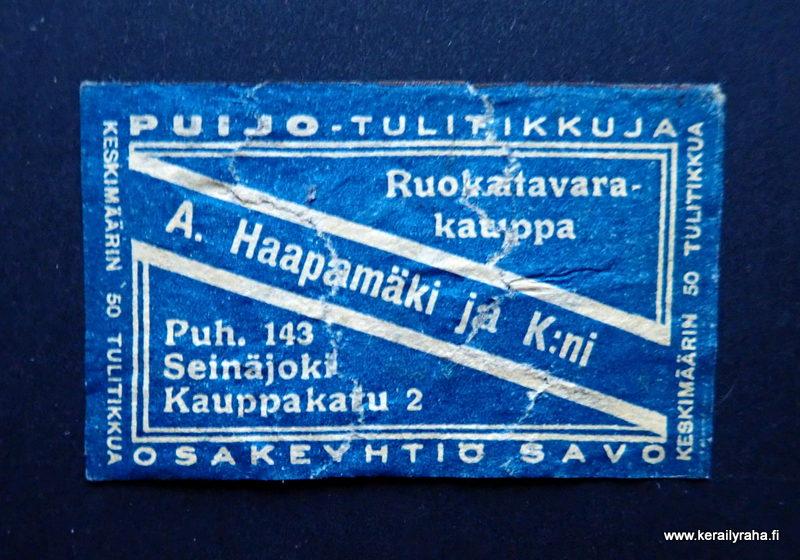 PUIJO-TULITIKKUJA
KESKIMÄÄRIN 50 TULITIKKUA
Ruokatavara-
kauppa
A. Haapamäki ja K:ni
Puh. 143
Seinäjoki
Kauppakatu 2
KESKIMÄÄRIN 50 TULITIKKUA
OSAKEYHTIÖ SAVO
www.kerailyraha.fi